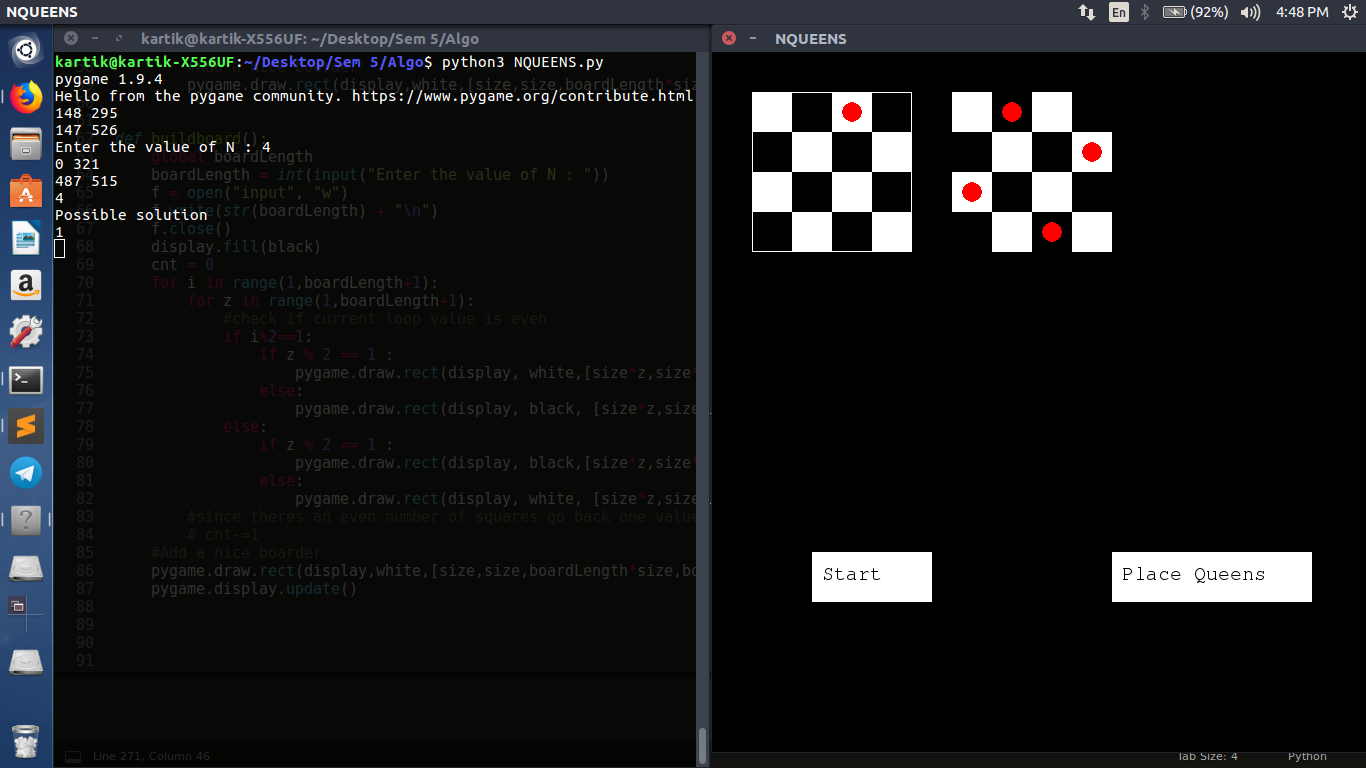 NQUEENS
En
(92%)
4:48 PM
kartik@kartik-X556UF: ~/Desktop/Sem 5/Algo
NQUEENS
kartik@kartik-X556UF:~/Desktop/Sem 5/Algo$ python3 NQUEENS.py
pygame 1.9.4
pygame.draw.rect(display,white,[size,size,boardLength*siz
Hello from the pygame community. https://www.pygame.org/contribute.html
148 295
147 526
def buildboard():
Enter the value of N : 4
global boardLength
0 321
boardLength = int(input("Enter the value of N : "))
487 515
f = open("input", "w")
4
Possible solution
(str(boardLength) + "\n")
1
67 f.close()
68 display.fill(black)
69 cnt = 0
70 for i in range(1,boardLength+1):
71 for z in range(1,boardLength+1):
72 #check if current loop value is even
73 if i%2==1:
74 if z % 2 == 1 :
75 pygame.draw.rect(display, white,[size*z,size*
76 else:
77 pygame.draw.rect(display, black, [size*z,size
78 else:
79 if z % 2 == 1 :
80 pygame.draw.rect(display, black,[size*z,size*
81 else:
82 pygame.draw.rect(display, white, [size*z,size
83 #since theres an even number of squares go back one value
84 # cnt-=1
85 #Add a nice boarder
86 pygame.draw.rect(display,white,[size,size,boardLength*size,bo
87 pygame.display.update()
88
89
90
91
Start
Place Queens
Line 271, Column 46
Tab Size: 4
Python